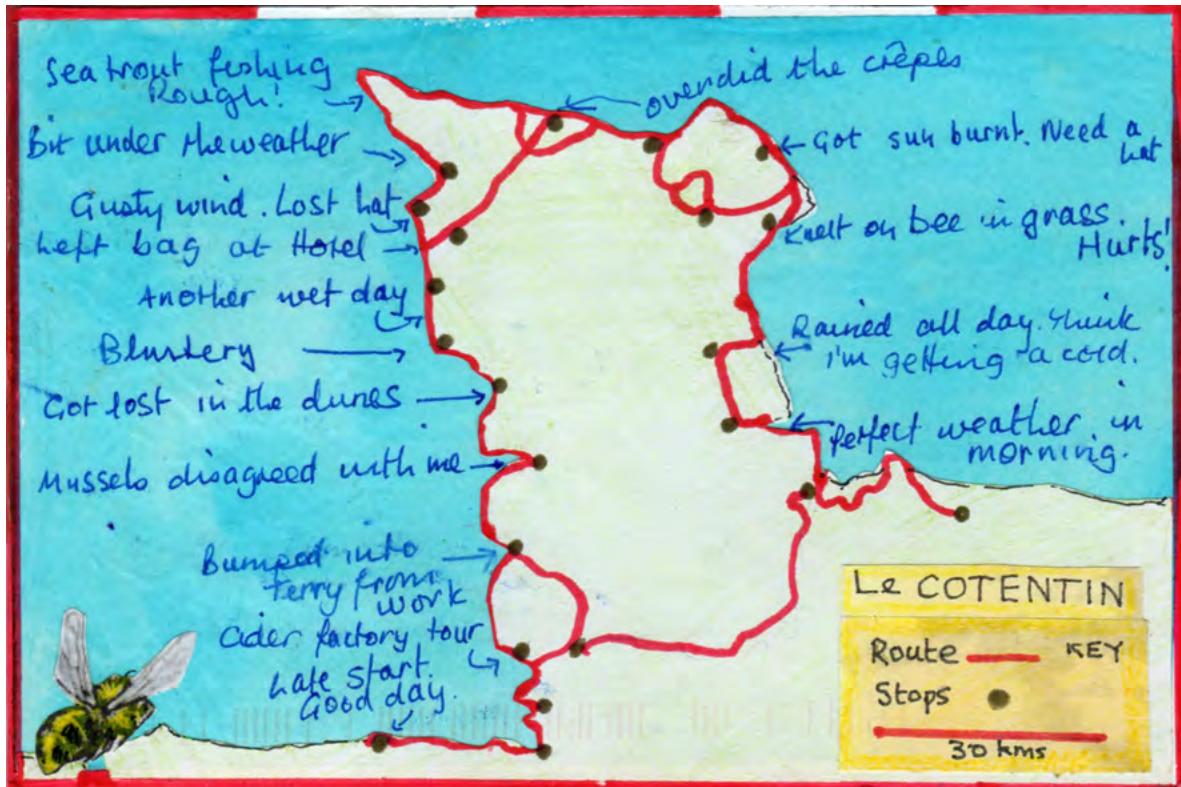 Sea trout fishing
Rough!
Bit under the weather
Gusty wind. Lost hat
Left bag at Hotel
Another wet day
Blustery
Got lost in the dunes
Mussels disagreed with me
Bumped into
Terry from
work
Cider factory tour
Late start.
Good day.
overdid the crêpes
Got sun burnt. Need a
hat
Knelt on bee in grass.
Hurts!
Rained all day. Think
I'm getting a cold.
Perfect weather in
morning.
Le COTENTIN
Route KEY
Stops
30 kms